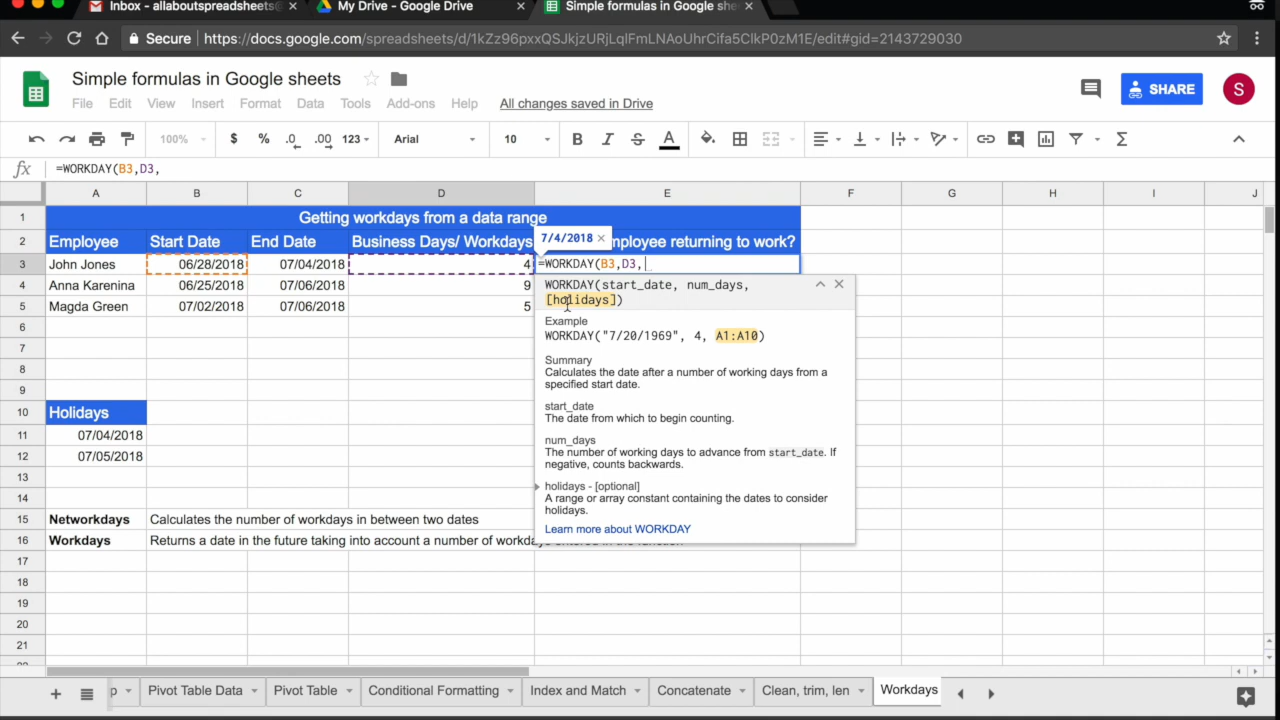 Inbox - allaboutspreadsheets@ × My Drive - Google Drive × Simple formulas in Google she ×
Secure https://docs.google.com/spreadsheets/d/1kZz96pxxQSJkjzURjLqlFmLNAoUhrCifa5ClkP0zM1E/edit#gid=2143729030
Simple formulas in Google sheets
SHARE
S
File Edit View Insert Format Data Tools Add-ons Help All changes saved in Drive
100% $ % .0 .00 123 Arial 10 B I S A Σ
fx =WORKDAY(B3,D3,
A B C D E F G H I J
1 Getting workdays from a data range
2 Employee Start Date End Date Business Days/ Workdays mployee returning to work?
7/4/2018 ×
3 John Jones 06/28/2018 07/04/2018 4 =WORKDAY(B3,D3,
4 Anna Karenina 06/25/2018 07/06/2018 9
5 Magda Green 07/02/2018 07/06/2018 5
WORKDAY(start_date, num_days,
[holidays])
Example
WORKDAY("7/20/1969", 4, A1:A10)
Summary
Calculates the date after a number of working days from a
specified start date.
start_date
The date from which to begin counting.
num_days
The number of working days to advance from start_date. If
negative, counts backwards.
holidays - [optional]
A range or array constant containing the dates to consider
holidays.
Learn more about WORKDAY
6
7
8
9
10 Holidays
11 07/04/2018
12 07/05/2018
13
14
15 Networkdays Calculates the number of workdays in between two dates
16 Workdays Returns a date in the future taking into account a number of workd
17
18
19
20
21
p Pivot Table Data Pivot Table Conditional Formatting Index and Match Concatenate Clean, trim, len Workdays